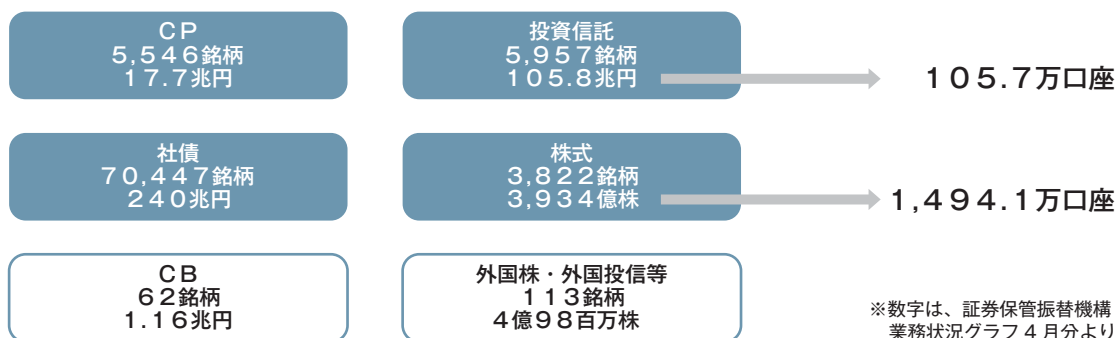 CP
5,546銘柄
17.7兆円
投資信託
5,957銘柄
105.8兆円
105.7万口座
社債
70,447銘柄
240兆円
株式
3,822銘柄
3,934億株
1,494.1万口座
CB
62銘柄
1.16兆円
外国株・外国投信等
113銘柄
4億98百万株
※数字は、証券保管振替機構
業務状況グラフ4月分より